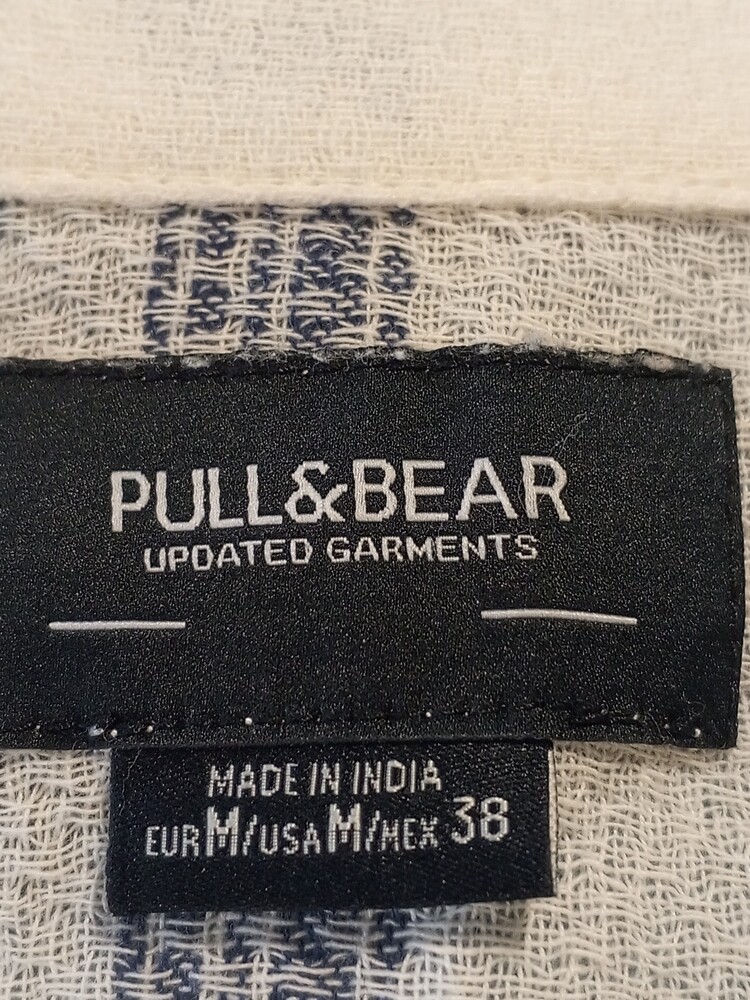 PULL&BEAR
UPDATED GARMENTS
MADE IN INDIA
EUR M/USA M/MEX 38